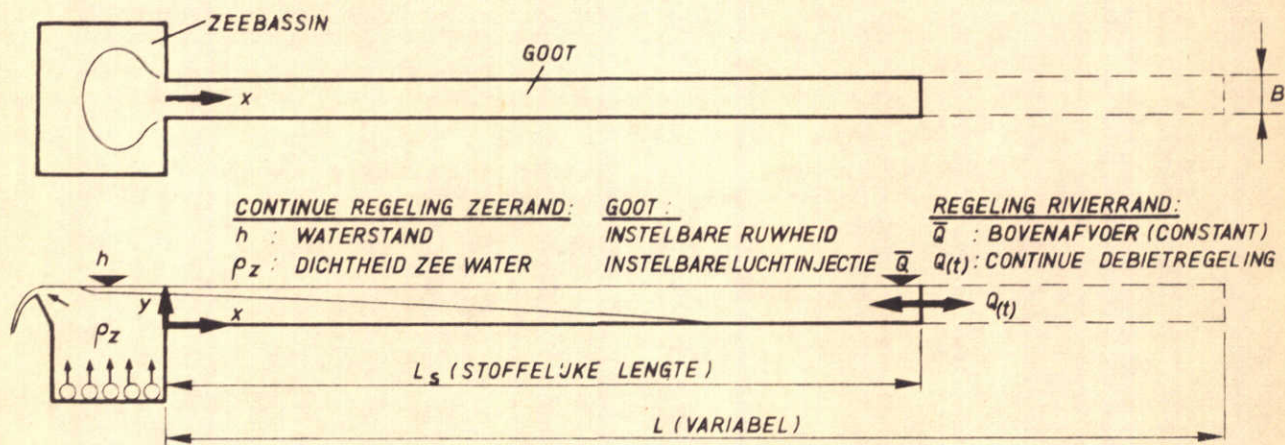 ZEEBASSIN
GOOT
x
B
CONTINUE REGELING ZEERAND:
h : WATERSTAND
ρz : DICHTHEID ZEE WATER
GOOT:
INSTELBARE RUWHEID
INSTELBARE LUCHTINJECTIE
REGELING RIVIERRAND:
Q̅ : BOVENAFVOER (CONSTANT)
Q(t) : CONTINUE DEBIETREGELING
h
y
x
ρz
Q̅
Q(t)
Ls (STOFFELIJKE LENGTE)
L (VARIABEL)